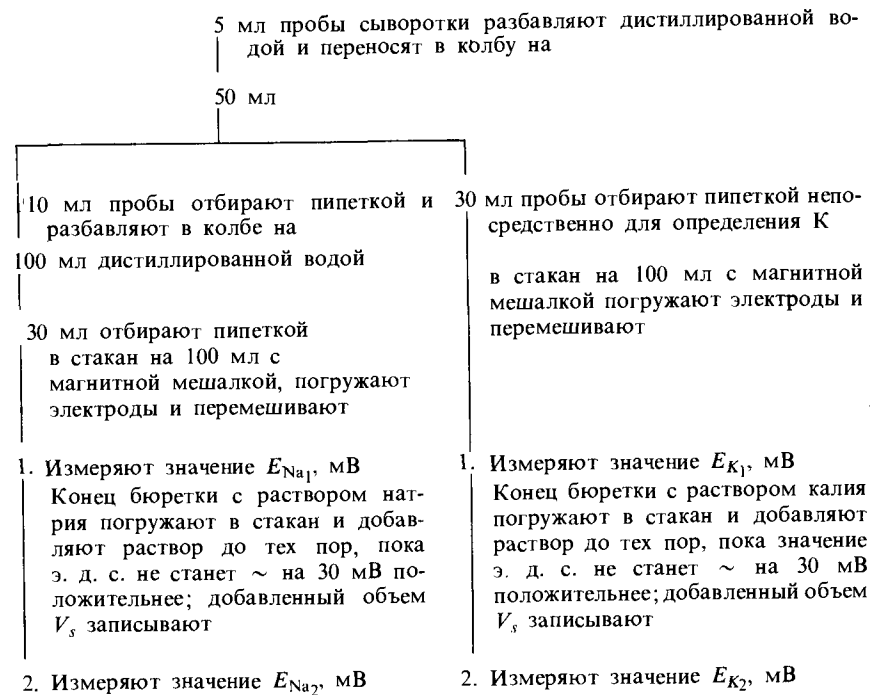 5 мл пробы сыворотки разбавляют дистиллированной во-
дой и переносят в колбу на
50 мл
10 мл пробы отбирают пипеткой и
разбавляют в колбе на
100 мл дистиллированной водой
30 мл отбирают пипеткой
в стакан на 100 мл с
магнитной мешалкой, погружают
электроды и перемешивают
1. Измеряют значение E_Na₁, мВ
Конец бюретки с раствором нат-
рия погружают в стакан и добав-
ляют раствор до тех пор, пока
э. д. с. не станет ~ на 30 мВ по-
ложительнее; добавленный объем
V_s записывают
2. Измеряют значение E_Na₂, мВ
30 мл пробы отбирают пипеткой непо-
средственно для определения К
в стакан на 100 мл с магнитной
мешалкой погружают электроды и
перемешивают
1. Измеряют значение E_K₁, мВ
Конец бюретки с раствором калия
погружают в стакан и добавляют
раствор до тех пор, пока значение
э. д. с. не станет ~ на 30 мВ
положительнее; добавленный объем
V_s записывают
2. Измеряют значение E_K₂, мВ